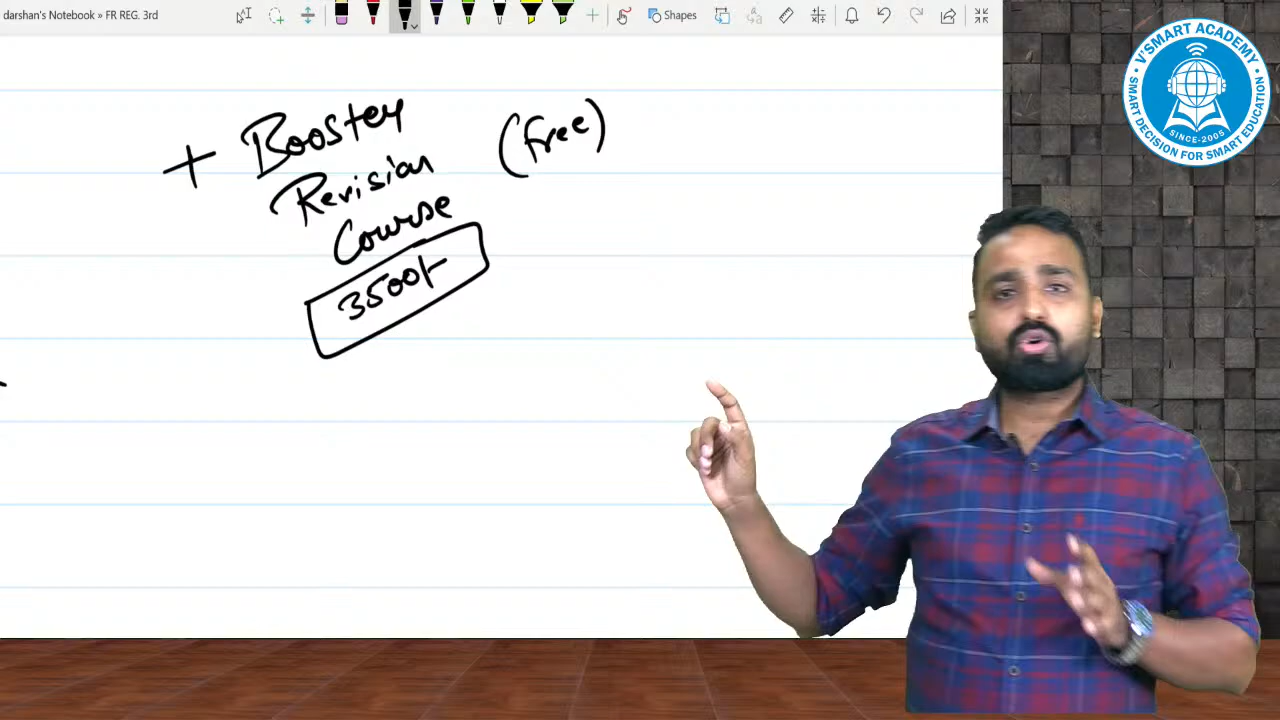 darshan's Notebook » FR REG. 3rd
Shapes
+ Booster (free)
Revision
Course
3500/-
V'SMART ACADEMY
SINCE-2005
SMART DECISION FOR SMART EDUCATION